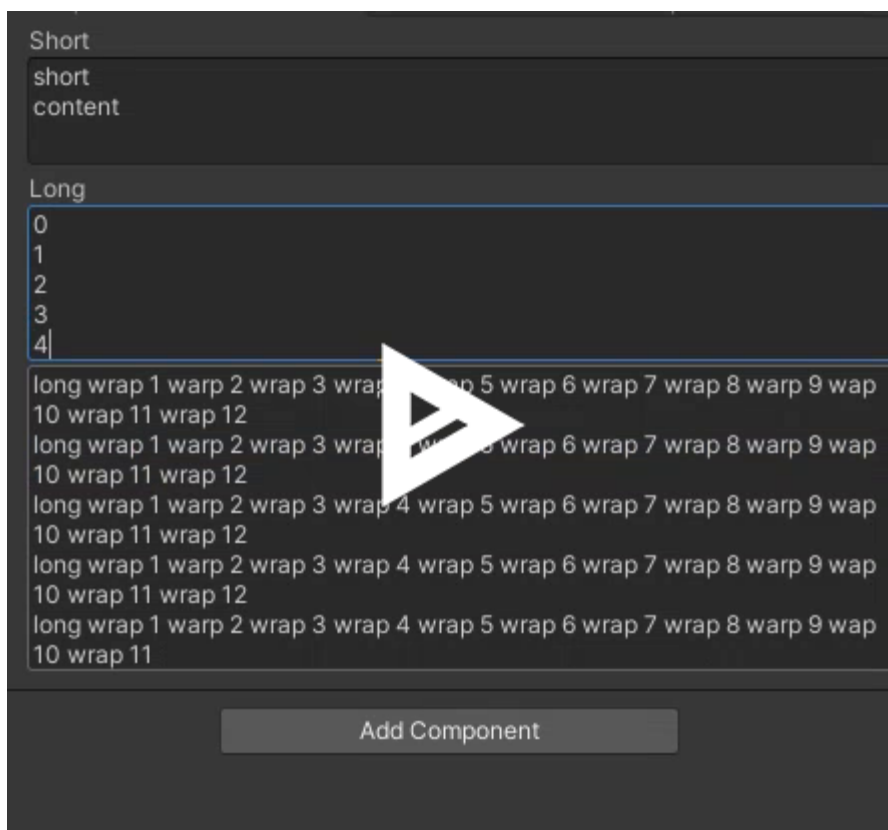 Short
short
content
Long
0
1
2
3
4
long wrap 1 warp 2 wrap 3 wrap 5 wrap 6 wrap 7 wrap 8 warp 9 wap
10 wrap 11 wrap 12
long wrap 1 warp 2 wrap 3 wrap wrap 6 wrap 7 wrap 8 warp 9 wap
10 wrap 11 wrap 12
long wrap 1 warp 2 wrap 3 wrap 4 wrap 5 wrap 6 wrap 7 wrap 8 warp 9 wap
10 wrap 11 wrap 12
long wrap 1 warp 2 wrap 3 wrap 4 wrap 5 wrap 6 wrap 7 wrap 8 warp 9 wap
10 wrap 11 wrap 12
long wrap 1 warp 2 wrap 3 wrap 4 wrap 5 wrap 6 wrap 7 wrap 8 warp 9 wap
10 wrap 11
Add Component